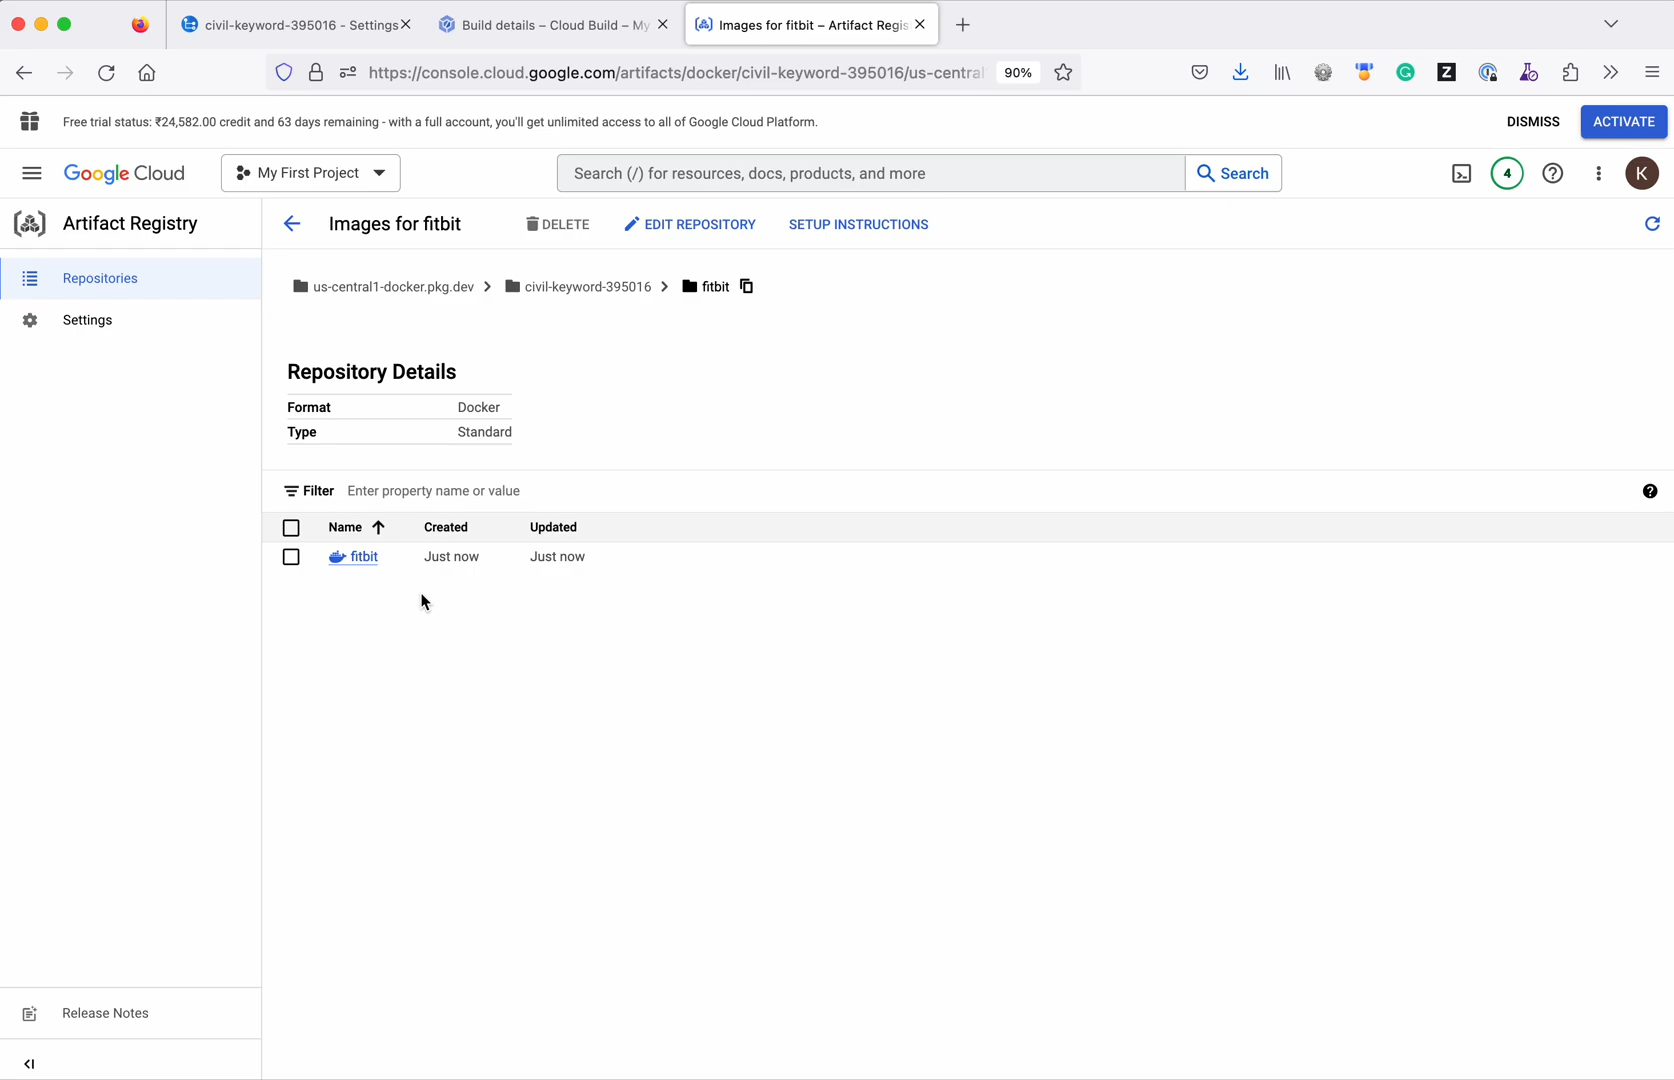 civil-keyword-395016 - Settings
Build details – Cloud Build – My
Images for fitbit – Artifact Regis
https://console.cloud.google.com/artifacts/docker/civil-keyword-395016/us-central
90%
Free trial status: ₹24,582.00 credit and 63 days remaining - with a full account, you'll get unlimited access to all of Google Cloud Platform.
DISMISS
ACTIVATE
Google Cloud
My First Project
Search (/) for resources, docs, products, and more
Search
4
K
Artifact Registry
Images for fitbit
DELETE
EDIT REPOSITORY
SETUP INSTRUCTIONS
Repositories
Settings
us-central1-docker.pkg.dev
civil-keyword-395016
fitbit
Repository Details
Format Docker
Type Standard
Filter Enter property name or value
Name Created Updated
fitbit Just now Just now
Release Notes